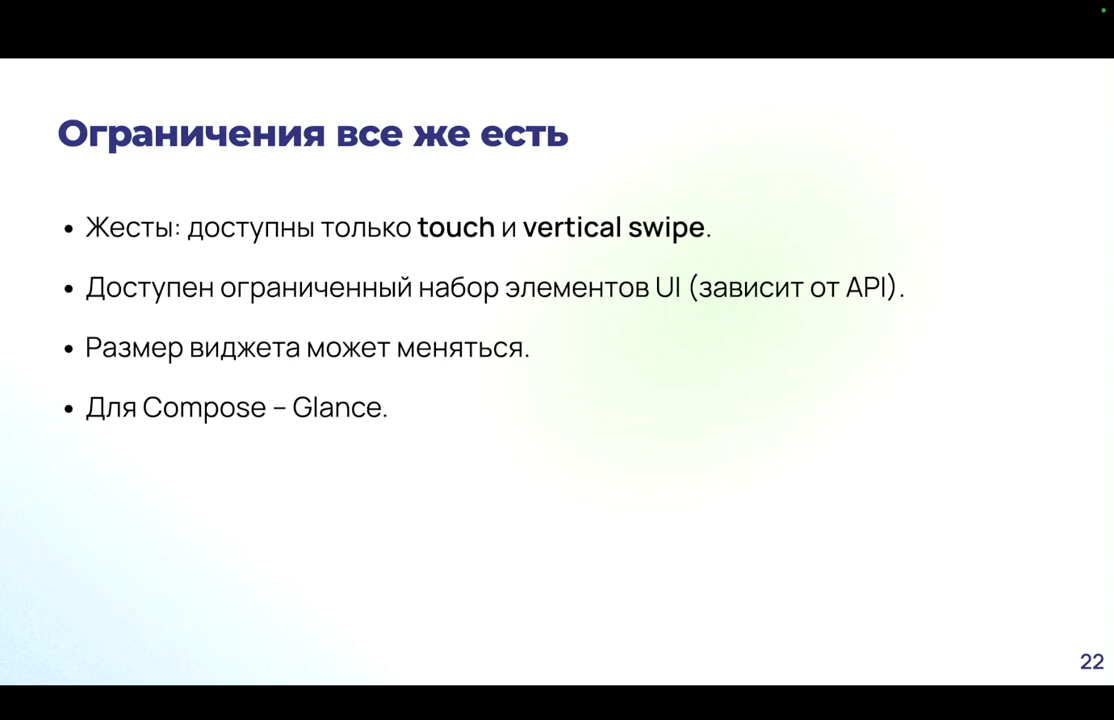 Ограничения все же есть
• Жесты: доступны только touch и vertical swipe.
• Доступен ограниченный набор элементов UI (зависит от API).
• Размер виджета может меняться.
• Для Compose – Glance.
22